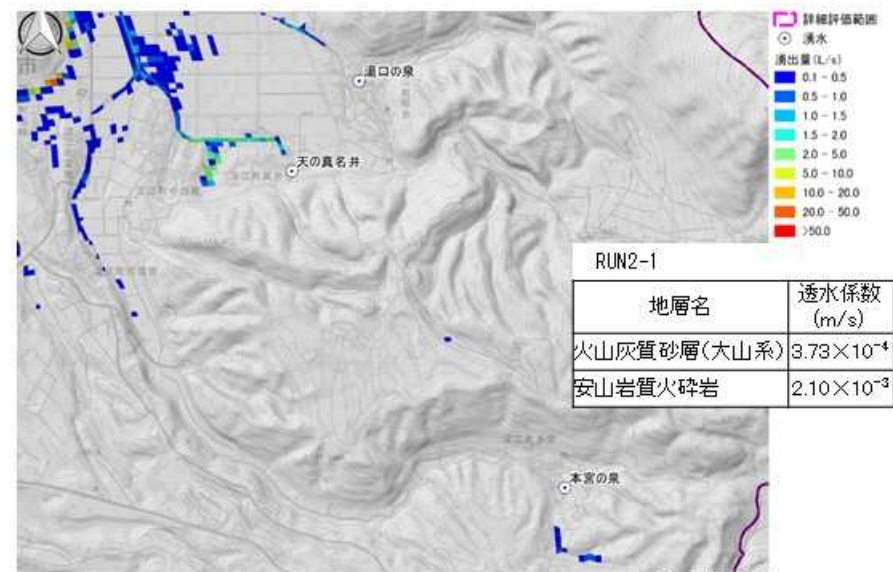 詳細評価範囲
湧水
湧出量(L/s)
0.1 - 0.5
0.5 - 1.0
1.0 - 1.5
1.5 - 2.0
2.0 - 5.0
5.0 - 10.0
10.0 - 20.0
20.0 - 50.0
>50.0
市
湯口の泉
天の真名井
RUN2-1
地層名
透水係数
(m/s)
火山灰質砂層(大山系)
3.73×10⁻⁴
安山岩質火砕岩
2.10×10⁻³
本宮の泉